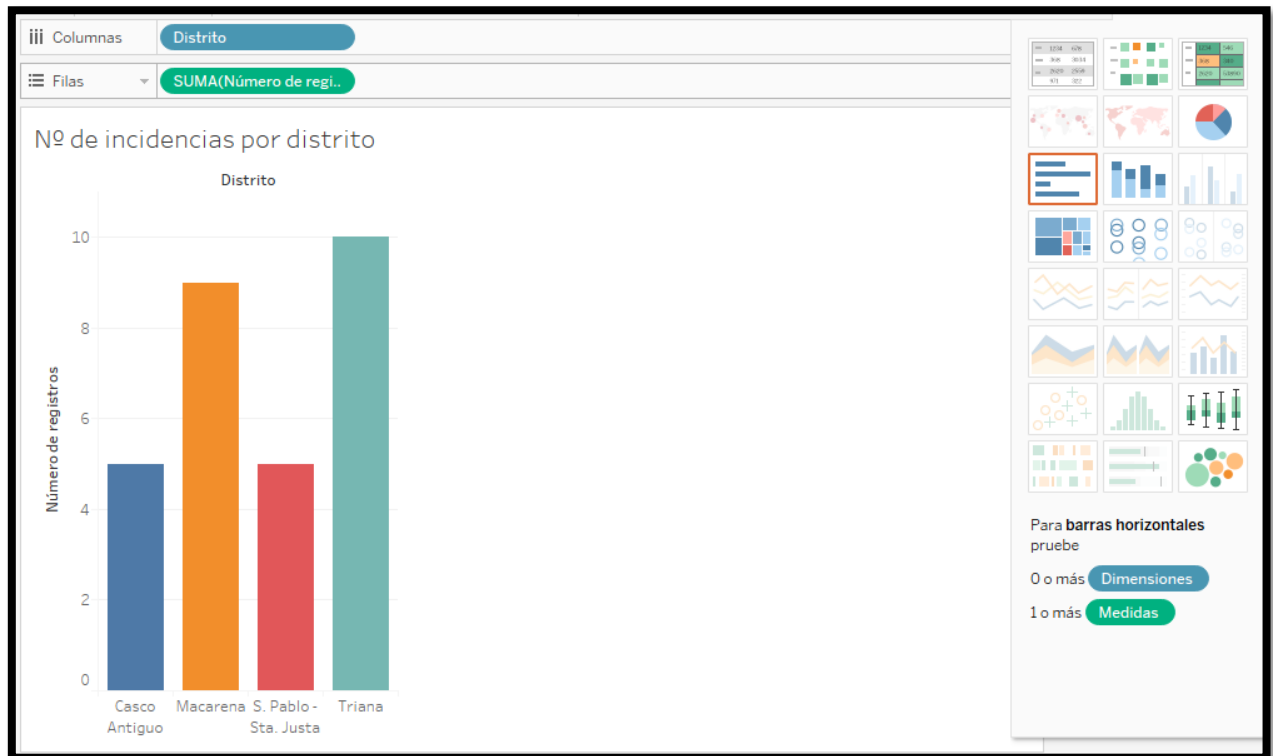 Columnas
Distrito
Filas
SUMA(Número de regi..
Nº de incidencias por distrito
Distrito
10
8
6
4
2
0
Número de registros
Casco
Antiguo
Macarena
S. Pablo -
Sta. Justa
Triana
Para barras horizontales
pruebe
0 o más Dimensiones
1 o más Medidas